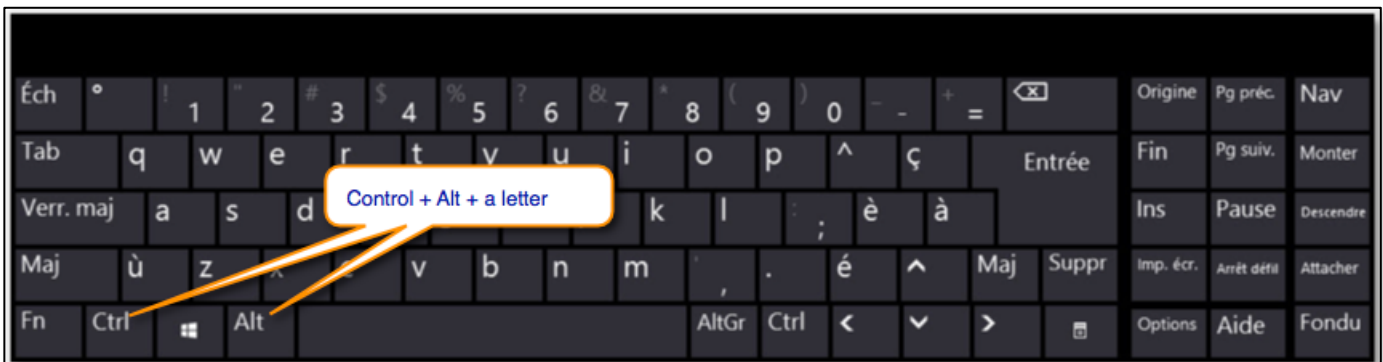 Éch ° ! 1 " 2 # 3 $ 4 % 5 ? 6 & 7 * 8 ( 9 ) 0 _ - + = Origine Pg préc. Nav
Tab q w e r t y u i o p ^ ç Entrée Fin Pg suiv. Monter
Verr. maj a s d k l : ; è à Ins Pause Descendre
Control + Alt + a letter
Maj ù z x c v b n m ' , . é Maj Suppr Imp. écr. Arrêt défil Attacher
Fn Ctrl Alt AltGr Ctrl Options Aide Fondu